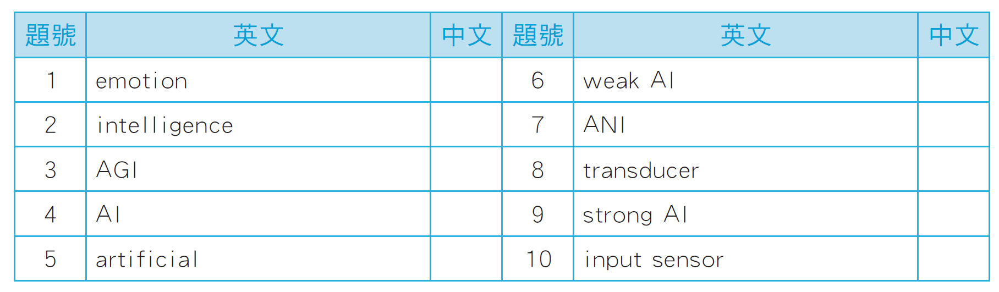 題號 英文 中文 題號 英文 中文
1 emotion 6 weak AI
2 intelligence 7 ANI
3 AGI 8 transducer
4 AI 9 strong AI
5 artificial 10 input sensor